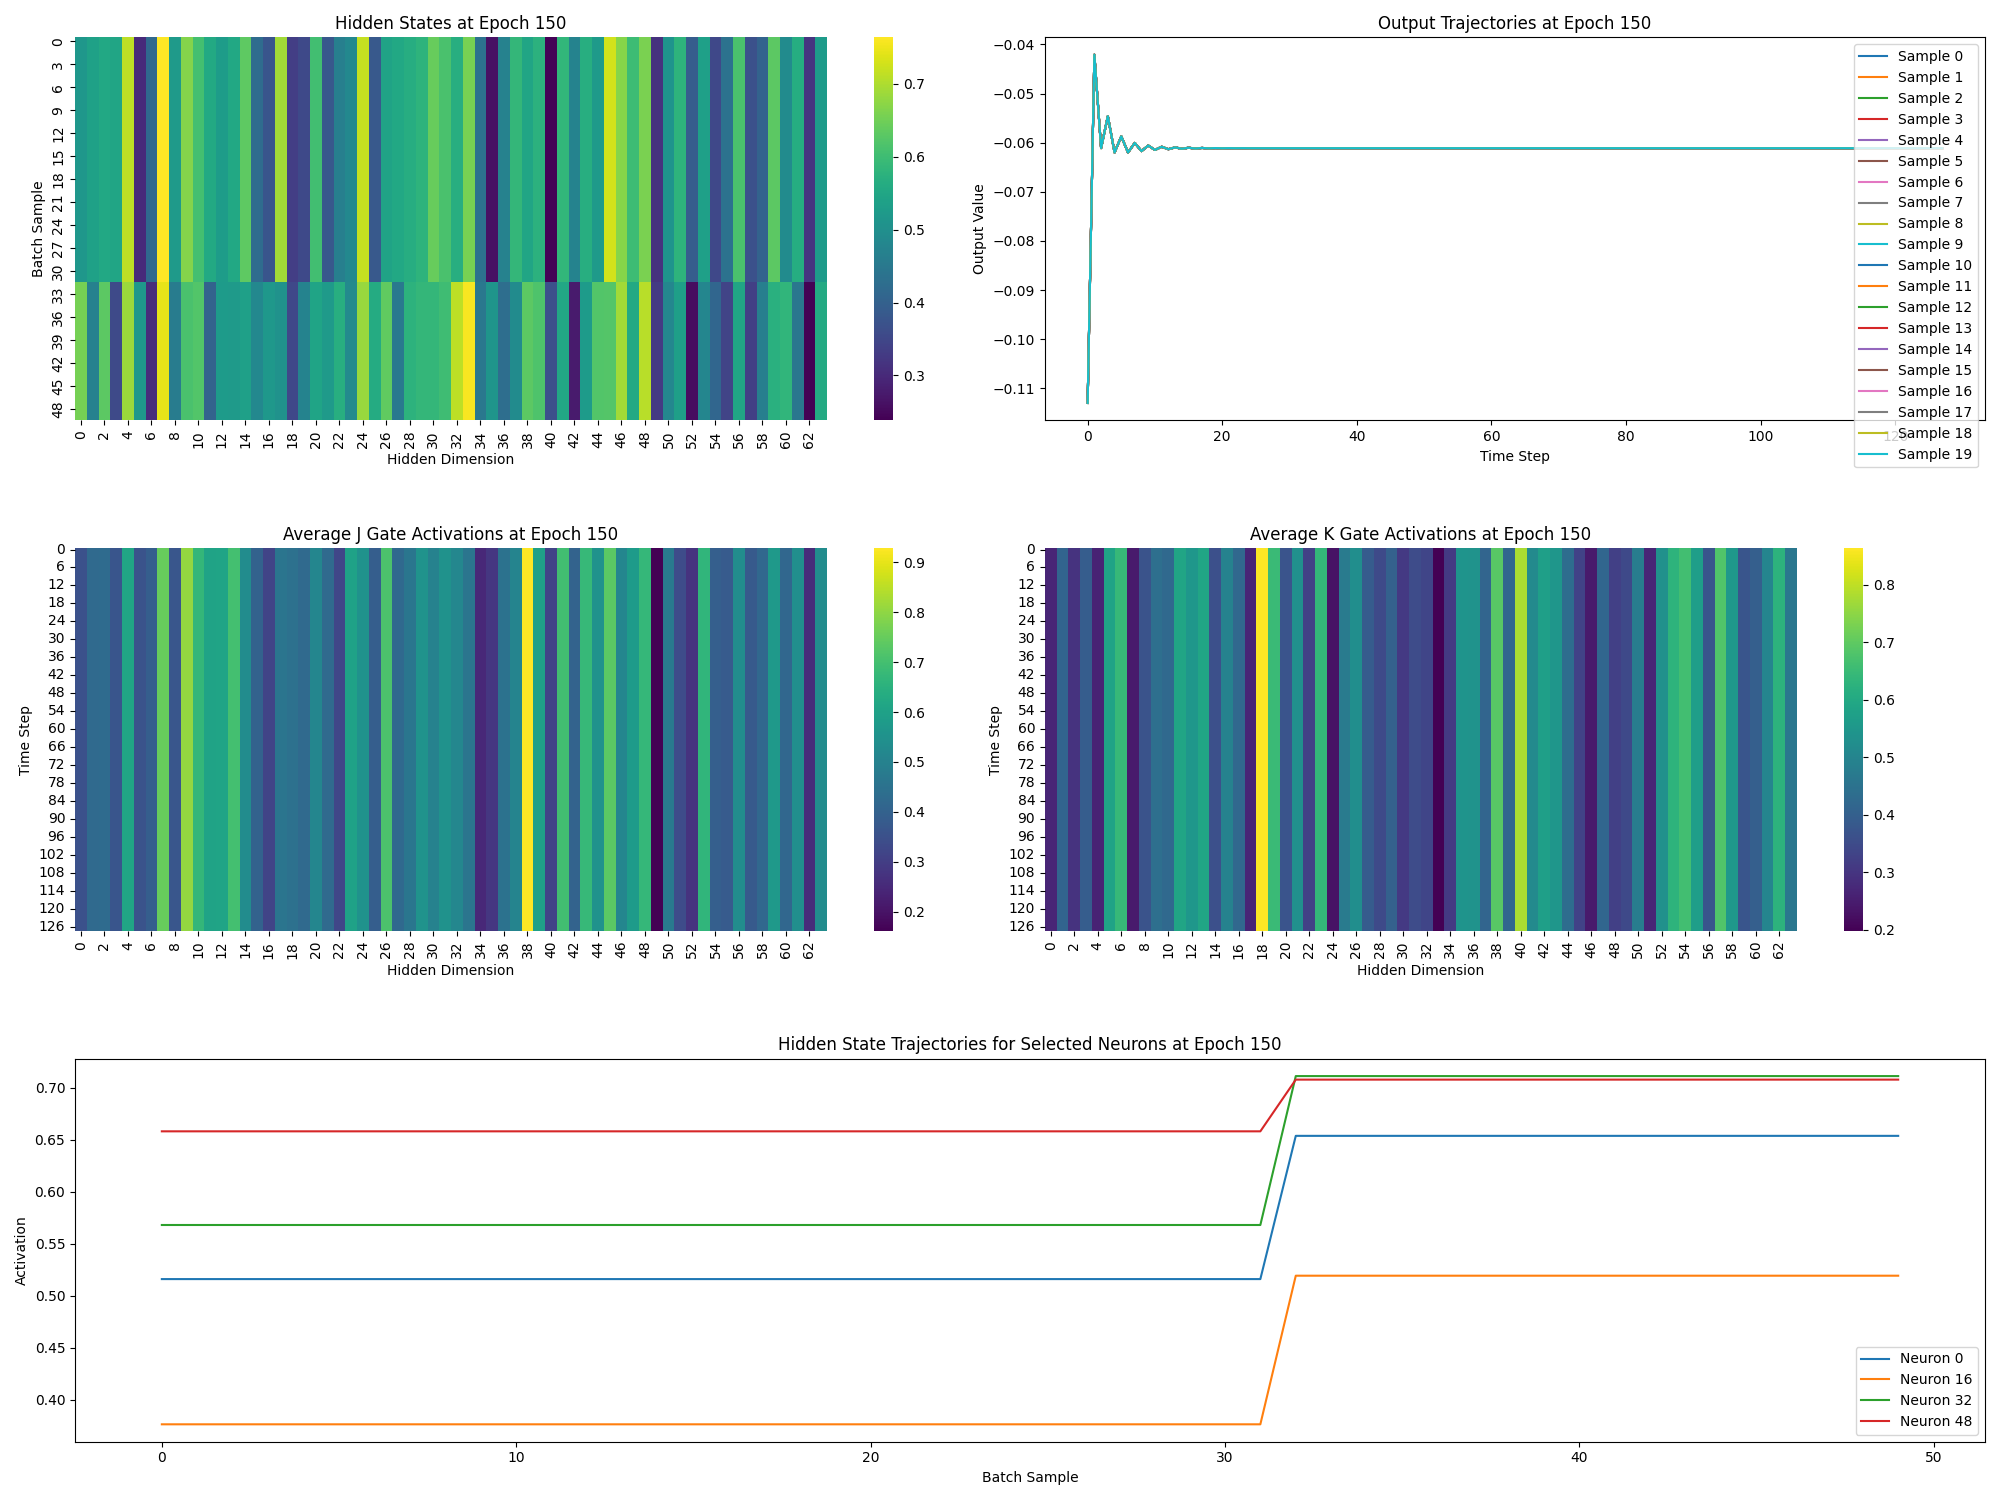 Hidden States at Epoch 150
0 3 6 9 12 15 18 21 24 27 30 33 36 39 42 45 48
Batch Sample
0 2 4 6 8 10 12 14 16 18 20 22 24 26 28 30 32 34 36 38 40 42 44 46 48 50 52 54 56 58 60 62
Hidden Dimension
0.7
0.6
0.5
0.4
0.3
Output Trajectories at Epoch 150
−0.04
−0.05
−0.06
−0.07
−0.08
−0.09
−0.10
−0.11
Output Value
0 20 40 60 80 100 120
Time Step
Sample 0
Sample 1
Sample 2
Sample 3
Sample 4
Sample 5
Sample 6
Sample 7
Sample 8
Sample 9
Sample 10
Sample 11
Sample 12
Sample 13
Sample 14
Sample 15
Sample 16
Sample 17
Sample 18
Sample 19
Average J Gate Activations at Epoch 150
0
6
12
18
24
30
36
42
48
54
60
66
72
78
84
90
96
102
108
114
120
126
Time Step
0 2 4 6 8 10 12 14 16 18 20 22 24 26 28 30 32 34 36 38 40 42 44 46 48 50 52 54 56 58 60 62
Hidden Dimension
0.9
0.8
0.7
0.6
0.5
0.4
0.3
0.2
Average K Gate Activations at Epoch 150
0
6
12
18
24
30
36
42
48
54
60
66
72
78
84
90
96
102
108
114
120
126
Time Step
0 2 4 6 8 10 12 14 16 18 20 22 24 26 28 30 32 34 36 38 40 42 44 46 48 50 52 54 56 58 60 62
Hidden Dimension
0.8
0.7
0.6
0.5
0.4
0.3
0.2
Hidden State Trajectories for Selected Neurons at Epoch 150
0.70
0.65
0.60
0.55
0.50
0.45
0.40
Activation
0 10 20 30 40 50
Batch Sample
Neuron 0
Neuron 16
Neuron 32
Neuron 48